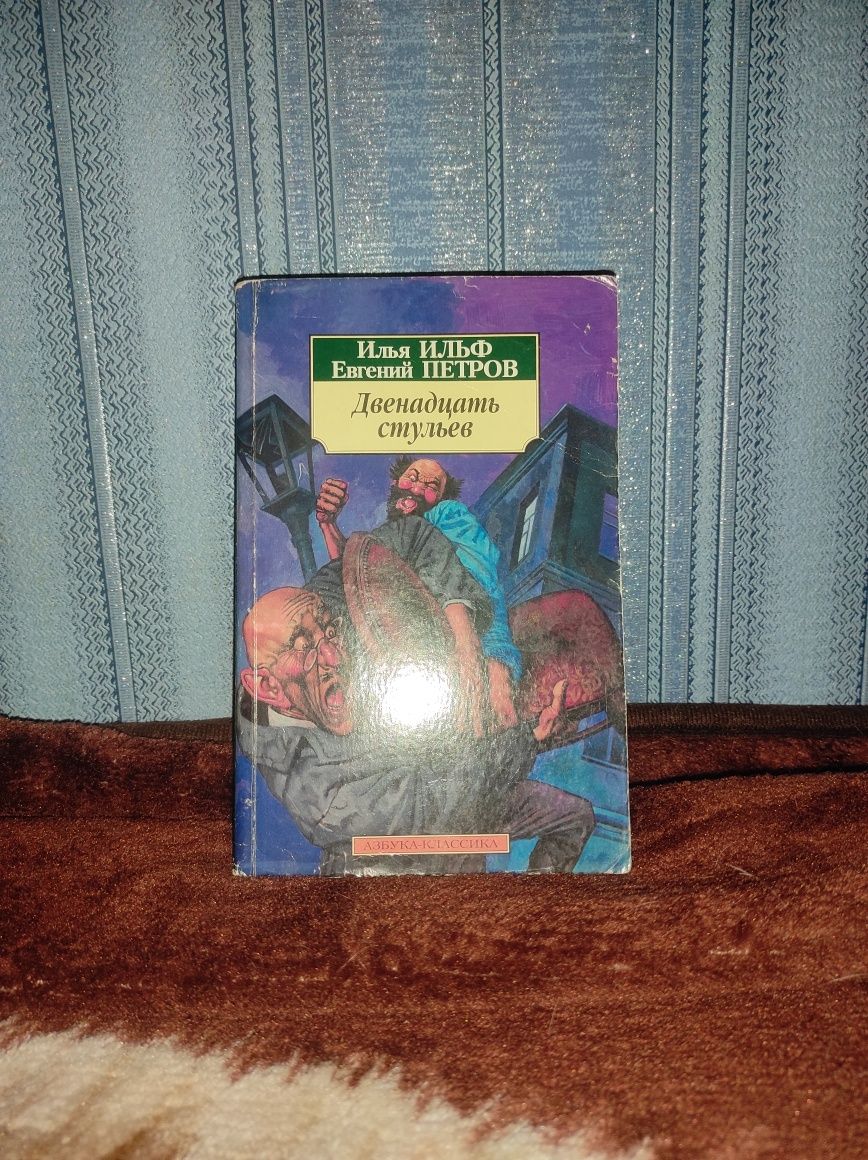 Илья ИЛЬФ
Евгений ПЕТРОВ
Двенадцать
стульев
АЗБУКА-КЛАССИКА